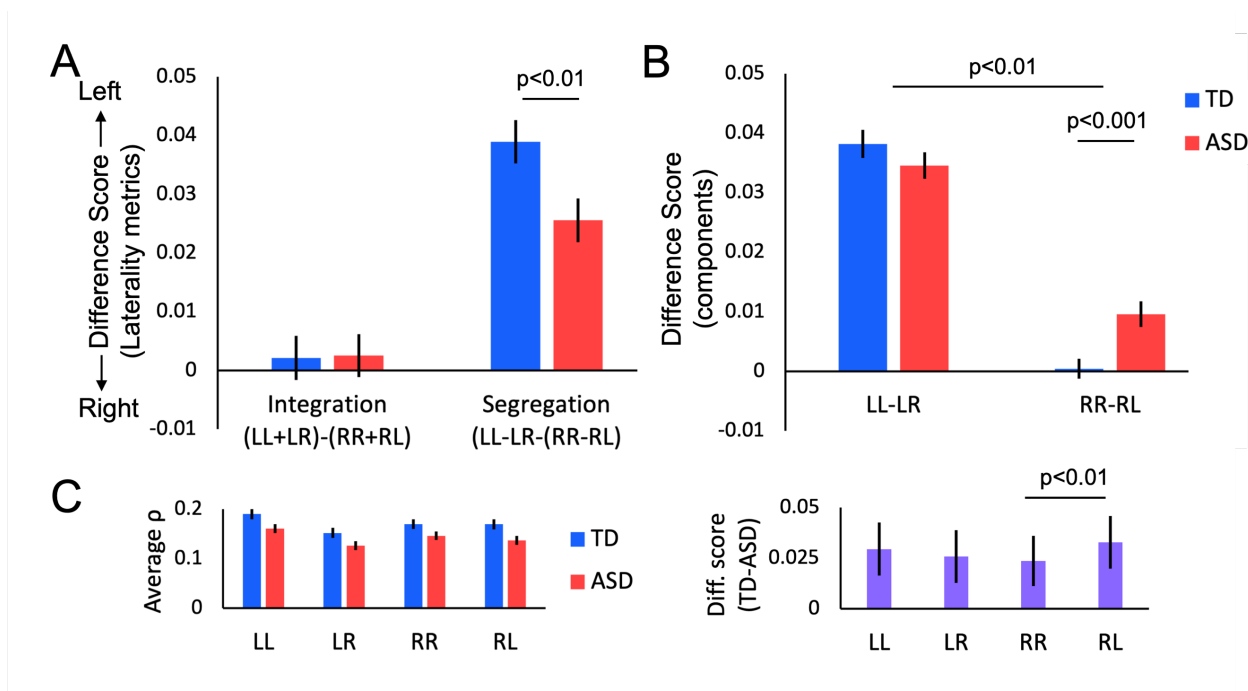 A
Left
Difference Score
(Laterality metrics)
Right
0.05
0.04
0.03
0.02
0.01
0
-0.01
p<0.01
Integration
(LL+LR)-(RR+RL)
Segregation
(LL-LR-(RR-RL)
B
Difference Score
(components)
0.05
0.04
0.03
0.02
0.01
0
-0.01
p<0.01
p<0.001
TD
ASD
LL-LR
RR-RL
C
Average ρ
0.2
0.1
0
LL
LR
RR
RL
TD
ASD
Diff. score
(TD-ASD)
0.05
0.025
0
p<0.01
LL
LR
RR
RL